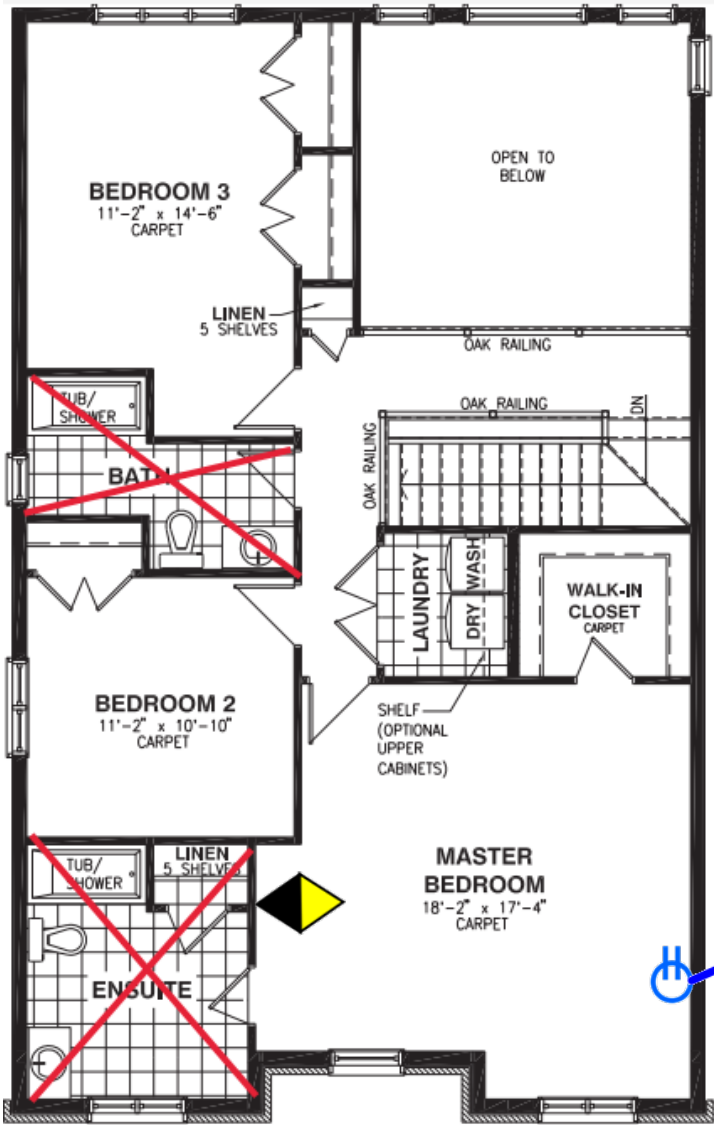 OPEN TO
BELOW
BEDROOM 3
11'-2" x 14'-6"
CARPET
LINEN
5 SHELVES
OAK RAILING
TUB/
SHOWER
OAK RAILING
DN
OAK RAILING
BATH
LAUNDRY
WASH
DRY
WALK-IN
CLOSET
CARPET
BEDROOM 2
11'-2" x 10'-10"
CARPET
SHELF
(OPTIONAL
UPPER
CABINETS)
LINEN
5 SHELVES
TUB/
SHOWER
MASTER
BEDROOM
18'-2" x 17'-4"
CARPET
ENSUITE